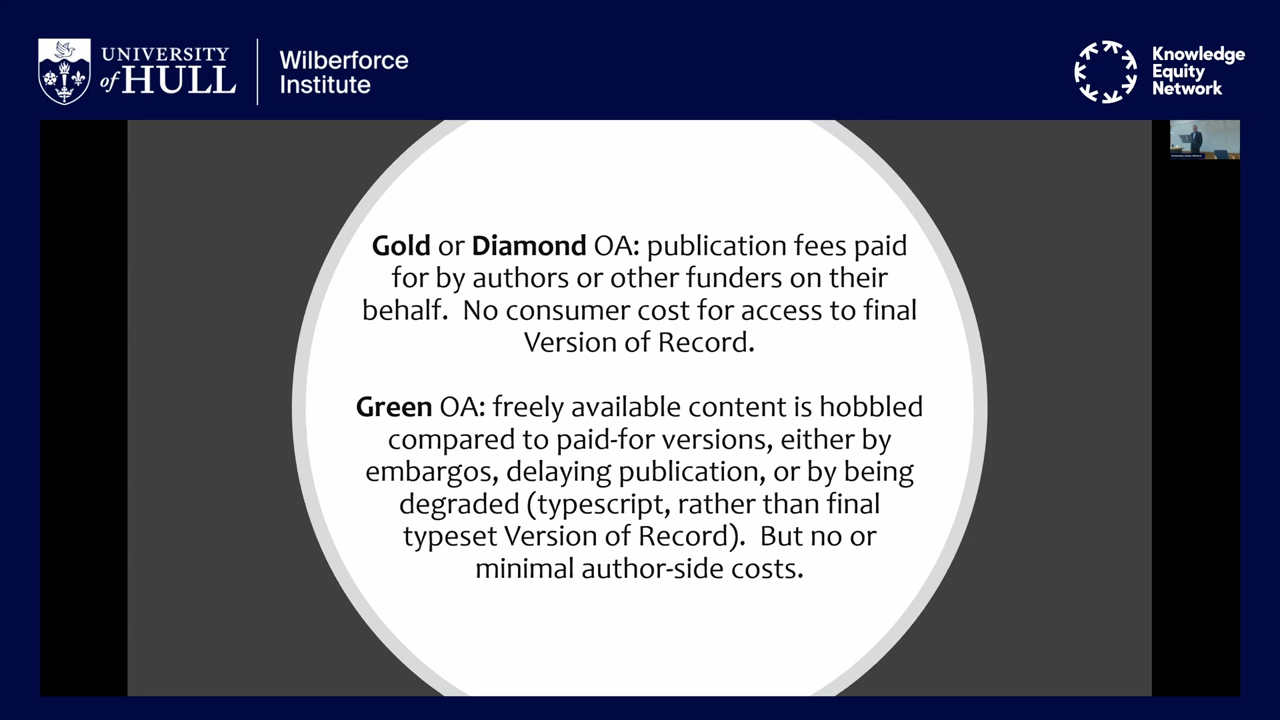 UNIVERSITY
of HULL
Wilberforce
Institute
Knowledge
Equity
Network
Gold or Diamond OA: publication fees paid
for by authors or other funders on their
behalf.  No consumer cost for access to final
Version of Record.
Green OA: freely available content is hobbled
compared to paid-for versions, either by
embargos, delaying publication, or by being
degraded (typescript, rather than final
typeset Version of Record).  But no or
minimal author-side costs.